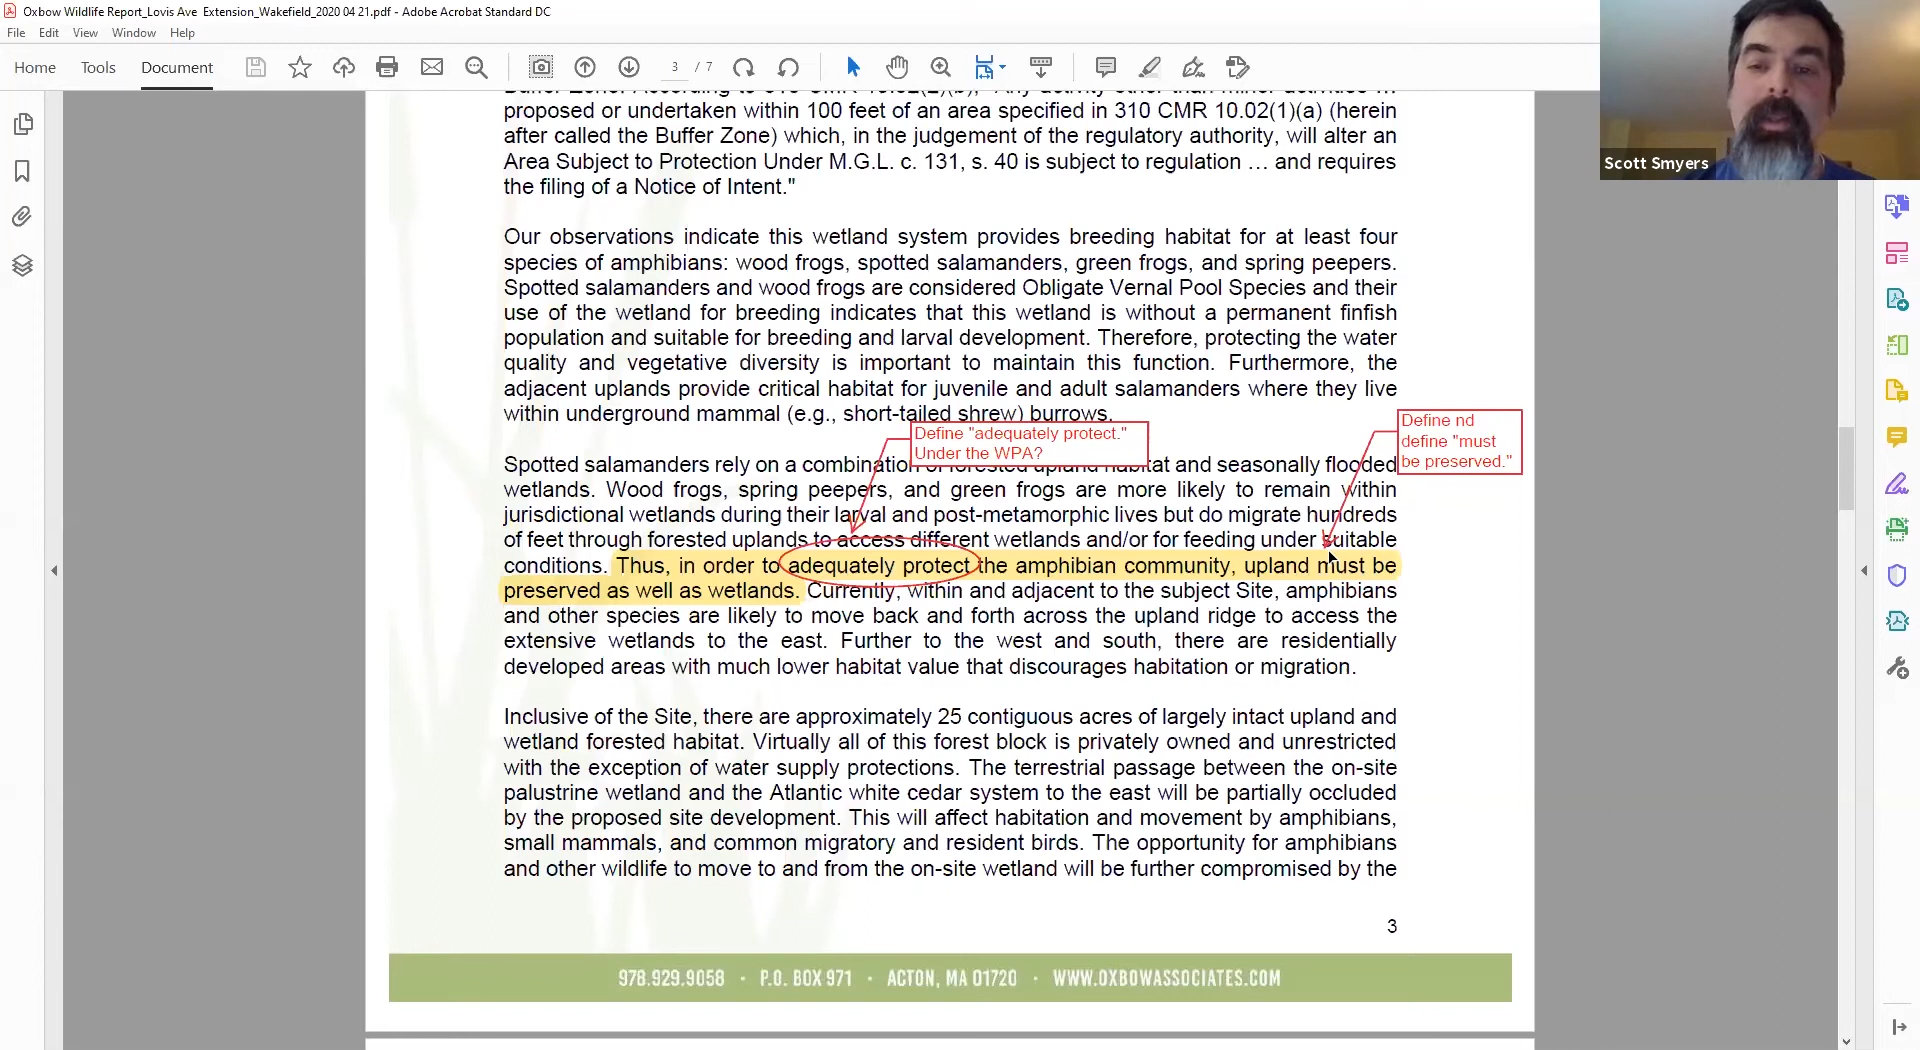 Oxbow Wildlife Report_Lovis Ave Extension_Wakefield_2020 04 21.pdf - Adobe Acrobat Standard DC
File Edit View Window Help
Home Tools Document 3 / 7
Scott Smyers
Buffer Zone. According to 310 CMR 10.02(2)(b), "Any activity other than minor activities ...
proposed or undertaken within 100 feet of an area specified in 310 CMR 10.02(1)(a) (herein
after called the Buffer Zone) which, in the judgement of the regulatory authority, will alter an
Area Subject to Protection Under M.G.L. c. 131, s. 40 is subject to regulation … and requires
the filing of a Notice of Intent."
Our observations indicate this wetland system provides breeding habitat for at least four
species of amphibians: wood frogs, spotted salamanders, green frogs, and spring peepers.
Spotted salamanders and wood frogs are considered Obligate Vernal Pool Species and their
use of the wetland for breeding indicates that this wetland is without a permanent finfish
population and suitable for breeding and larval development. Therefore, protecting the water
quality and vegetative diversity is important to maintain this function. Furthermore, the
adjacent uplands provide critical habitat for juvenile and adult salamanders where they live
within underground mammal (e.g., short-tailed shrew) burrows.
Define "adequately protect."
Under the WPA?
Define nd
define "must
be preserved."
Spotted salamanders rely on a combination of forested upland habitat and seasonally flooded
wetlands. Wood frogs, spring peepers, and green frogs are more likely to remain within
jurisdictional wetlands during their larval and post-metamorphic lives but do migrate hundreds
of feet through forested uplands to access different wetlands and/or for feeding under suitable
conditions. Thus, in order to adequately protect the amphibian community, upland must be
preserved as well as wetlands. Currently, within and adjacent to the subject Site, amphibians
and other species are likely to move back and forth across the upland ridge to access the
extensive wetlands to the east. Further to the west and south, there are residentially
developed areas with much lower habitat value that discourages habitation or migration.
Inclusive of the Site, there are approximately 25 contiguous acres of largely intact upland and
wetland forested habitat. Virtually all of this forest block is privately owned and unrestricted
with the exception of water supply protections. The terrestrial passage between the on-site
palustrine wetland and the Atlantic white cedar system to the east will be partially occluded
by the proposed site development. This will affect habitation and movement by amphibians,
small mammals, and common migratory and resident birds. The opportunity for amphibians
and other wildlife to move to and from the on-site wetland will be further compromised by the
3
978.929.9058 · P.O. BOX 971 · ACTON, MA 01720 · WWW.OXBOWASSOCIATES.COM